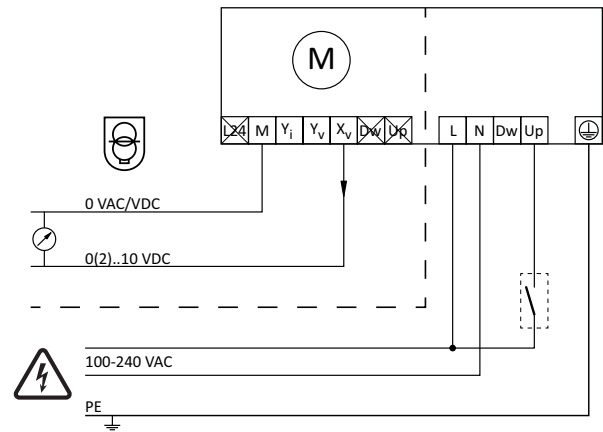 M
L24 M Yi Yv Xv Dw Up L N Dw Up
0 VAC/VDC
0(2)..10 VDC
100-240 VAC
PE